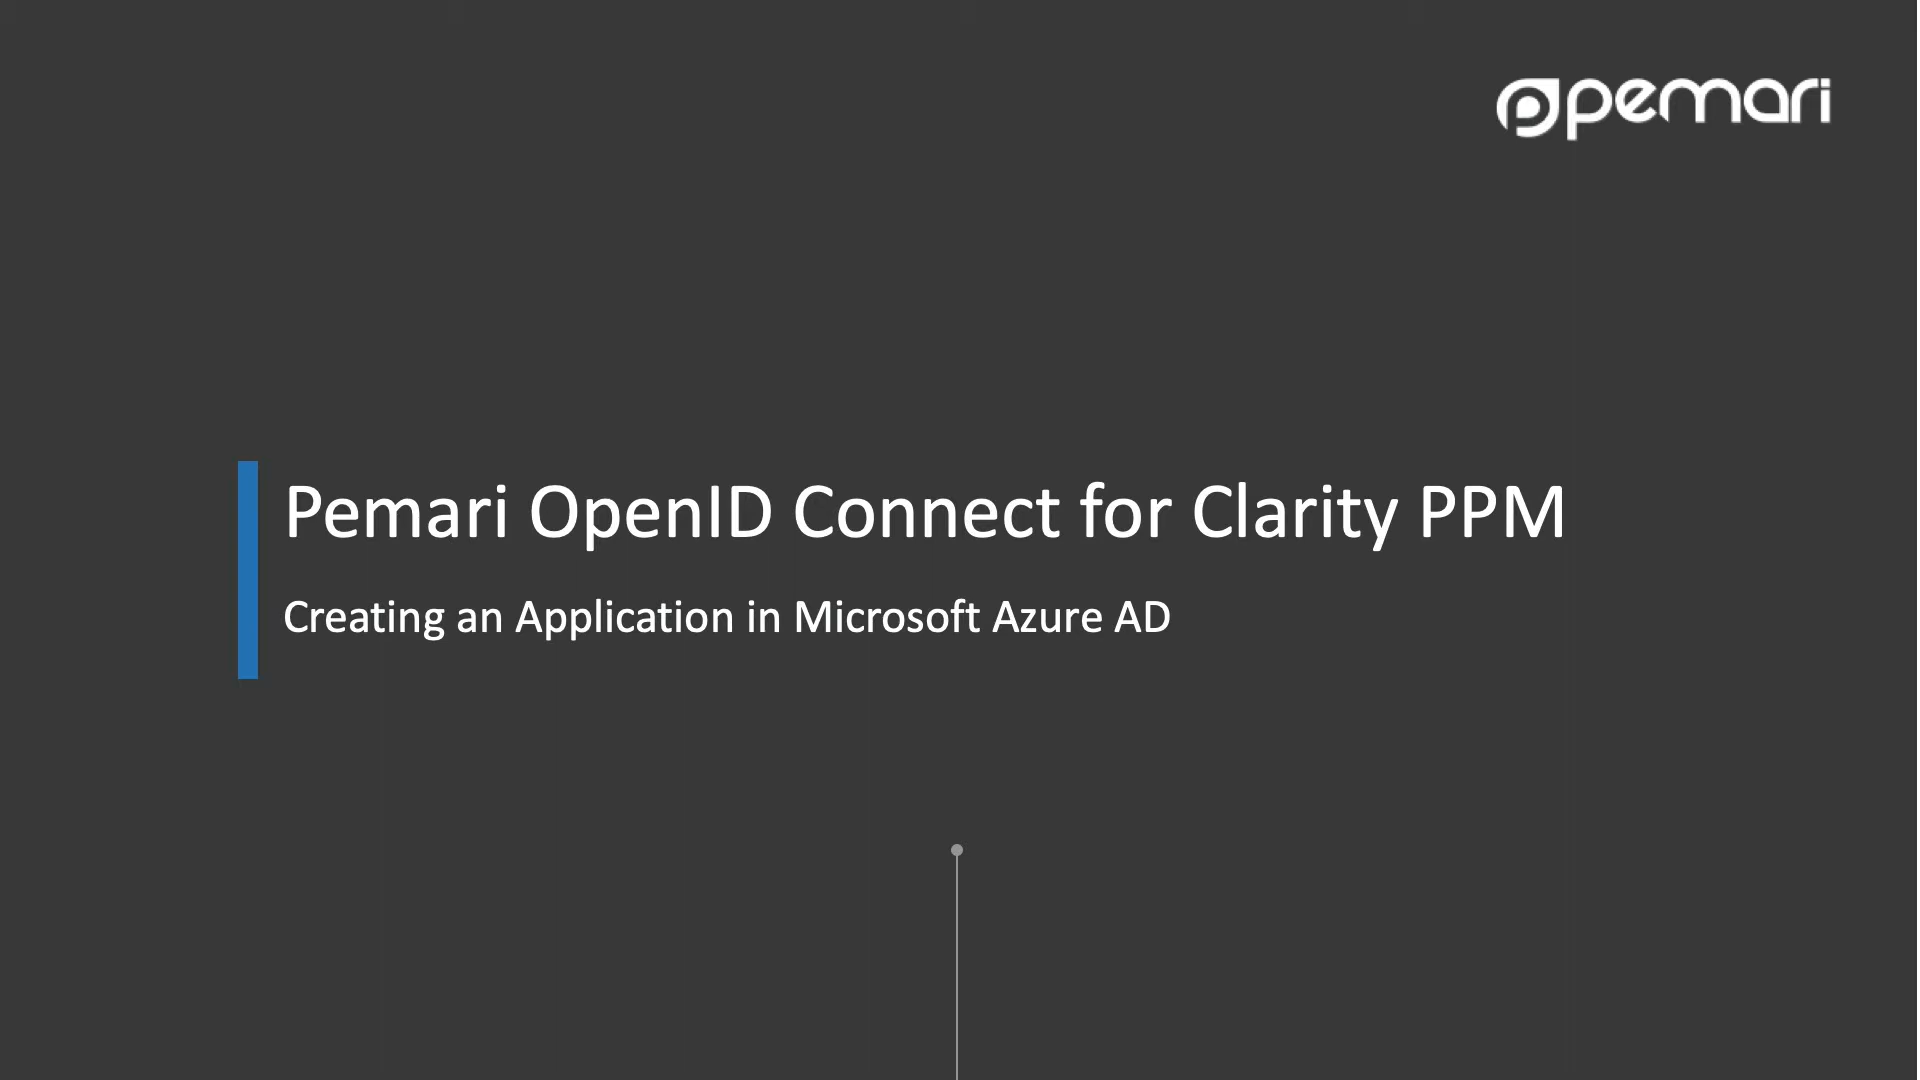 pemari
Pemari OpenID Connect for Clarity PPM
Creating an Application in Microsoft Azure AD